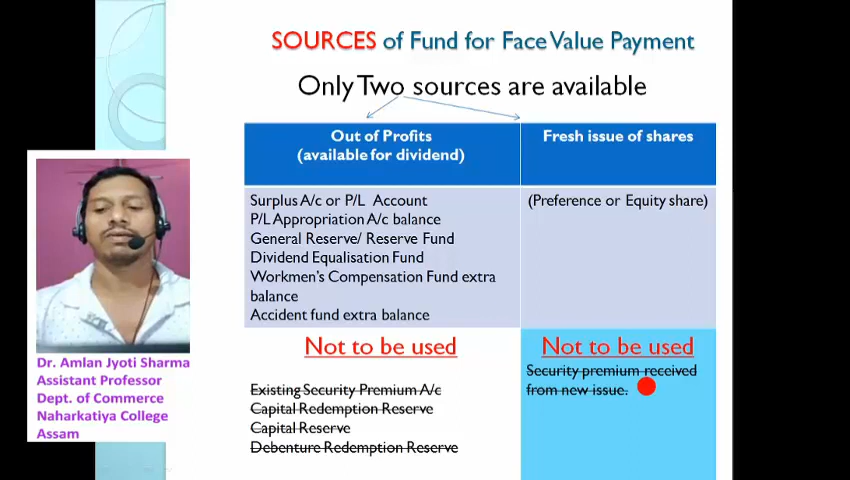 SOURCES of Fund for Face Value Payment
Only Two sources are available
Out of Profits
(available for dividend)
Fresh issue of shares
Surplus A/c or P/L Account
P/L Appropriation A/c balance
General Reserve/ Reserve Fund
Dividend Equalisation Fund
Workmen's Compensation Fund extra
balance
Accident fund extra balance
(Preference or Equity share)
Not to be used
Existing Security Premium A/c
Capital Redemption Reserve
Capital Reserve
Debenture Redemption Reserve
Not to be used
Security premium received
from new issue.
Dr. Amlan Jyoti Sharma
Assistant Professor
Dept. of Commerce
Naharkatiya College
Assam